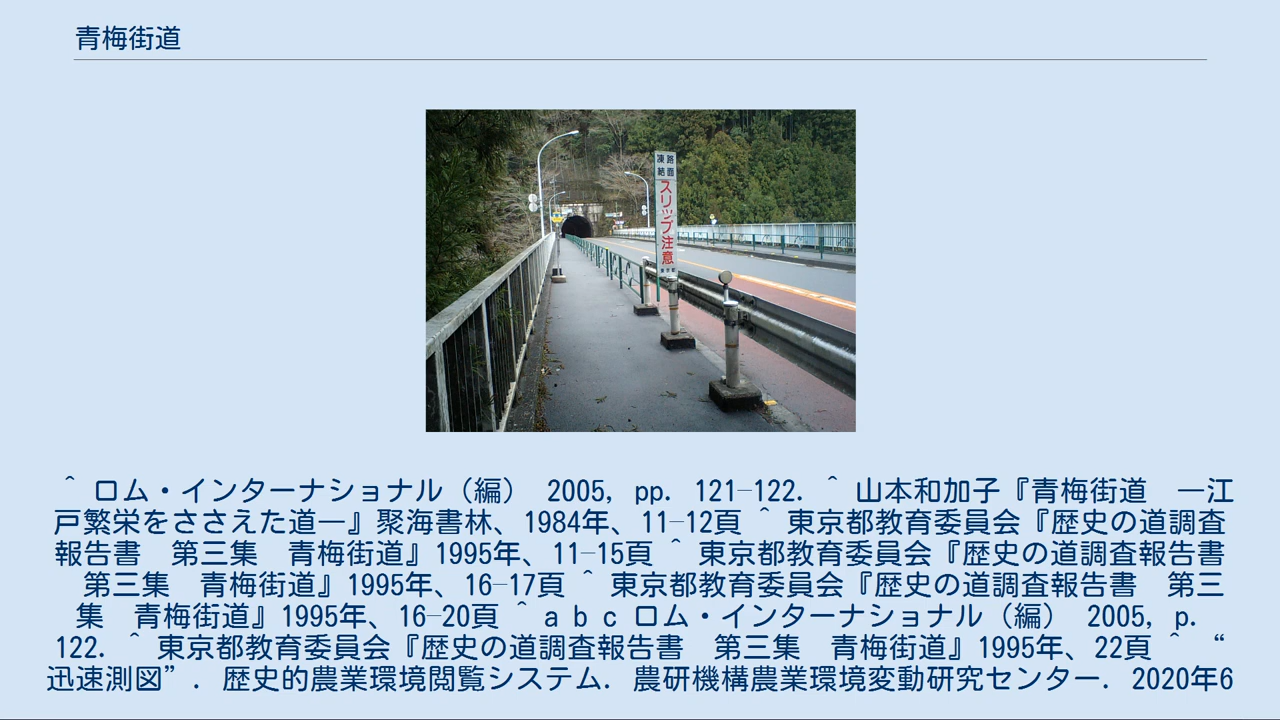 青梅街道
路面
凍結
スリップ注意
＾ ロム・インターナショナル（編） 2005, pp. 121–122. ＾ 山本和加子『青梅街道　―江
戸繁栄をささえた道―』聚海書林、1984年、11–12頁 ＾ 東京都教育委員会『歴史の道調査
報告書　第三集　青梅街道』1995年、11–15頁 ＾ 東京都教育委員会『歴史の道調査報告書
第三集　青梅街道』1995年、16–17頁 ＾ 東京都教育委員会『歴史の道調査報告書　第三
集　青梅街道』1995年、16–20頁 ＾ a b c ロム・インターナショナル（編） 2005, p.
122. ＾ 東京都教育委員会『歴史の道調査報告書　第三集　青梅街道』1995年、22頁 ＾ “
迅速測図”. 歴史的農業環境閲覧システム. 農研機構農業環境変動研究センター. 2020年6